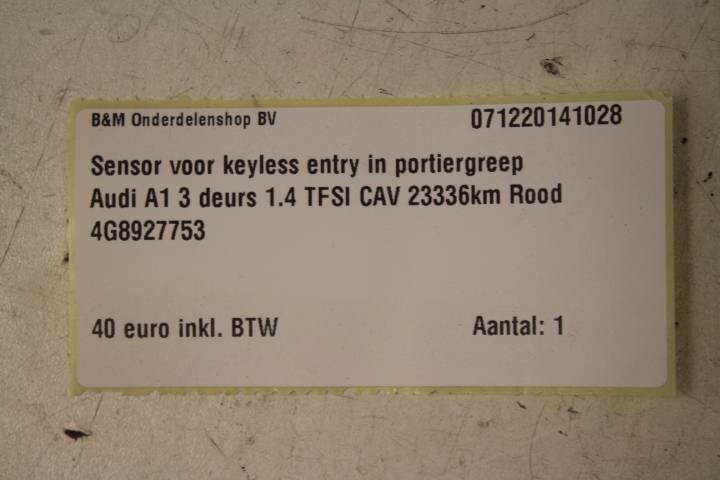 B&M Onderdelenshop BV 071220141028
Sensor voor keyless entry in portiergreep
Audi A1 3 deurs 1.4 TFSI CAV 23336km Rood
4G8927753
40 euro inkl. BTW Aantal: 1